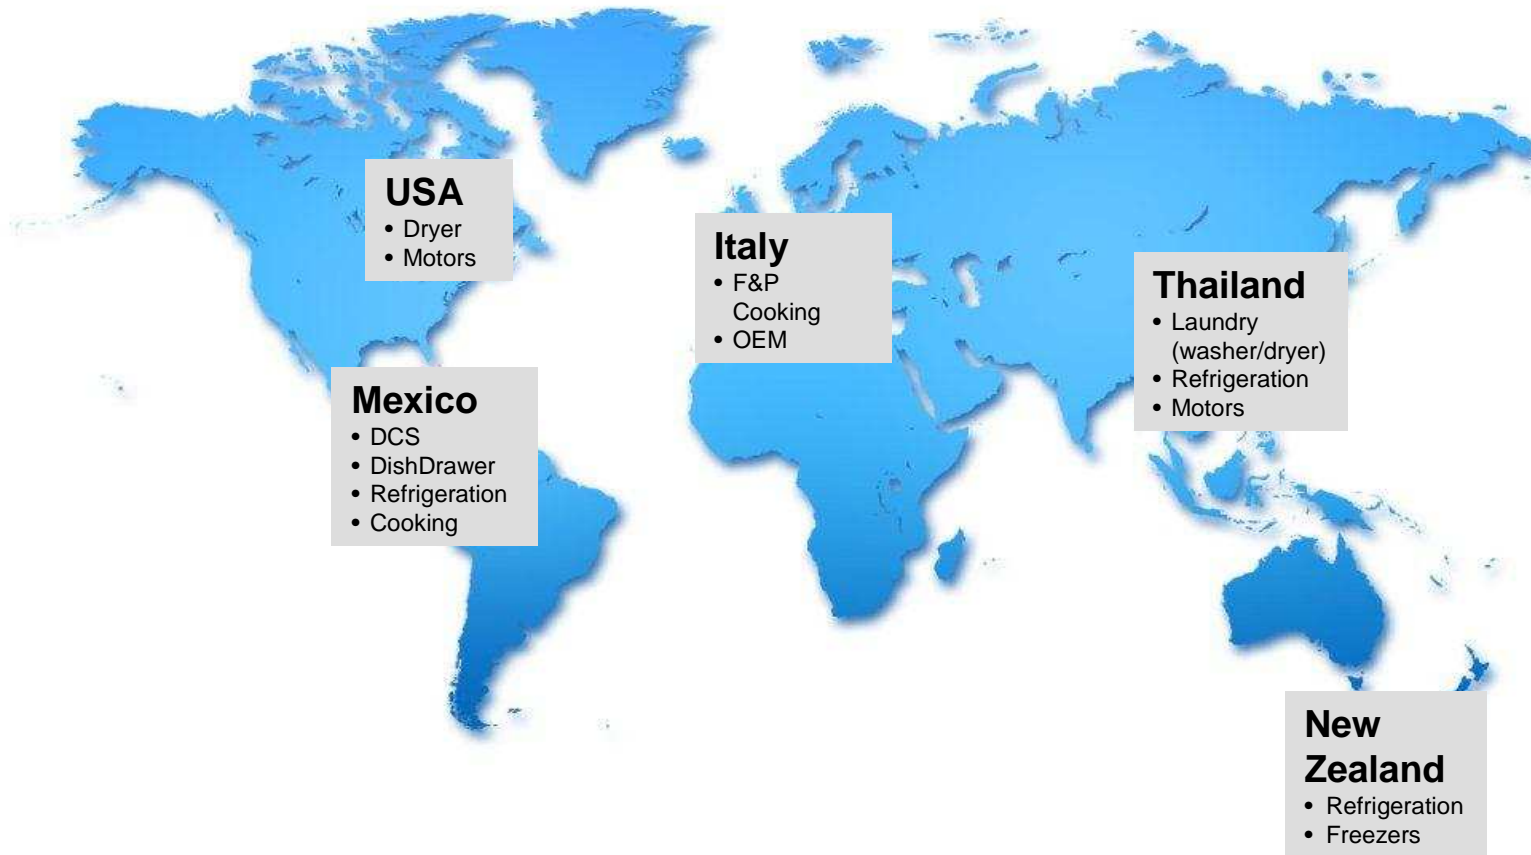 USA
• Dryer
• Motors
Italy
• F&P
Cooking
• OEM
Thailand
• Laundry
(washer/dryer)
• Refrigeration
• Motors
Mexico
• DCS
• DishDrawer
• Refrigeration
• Cooking
New
Zealand
• Refrigeration
• Freezers